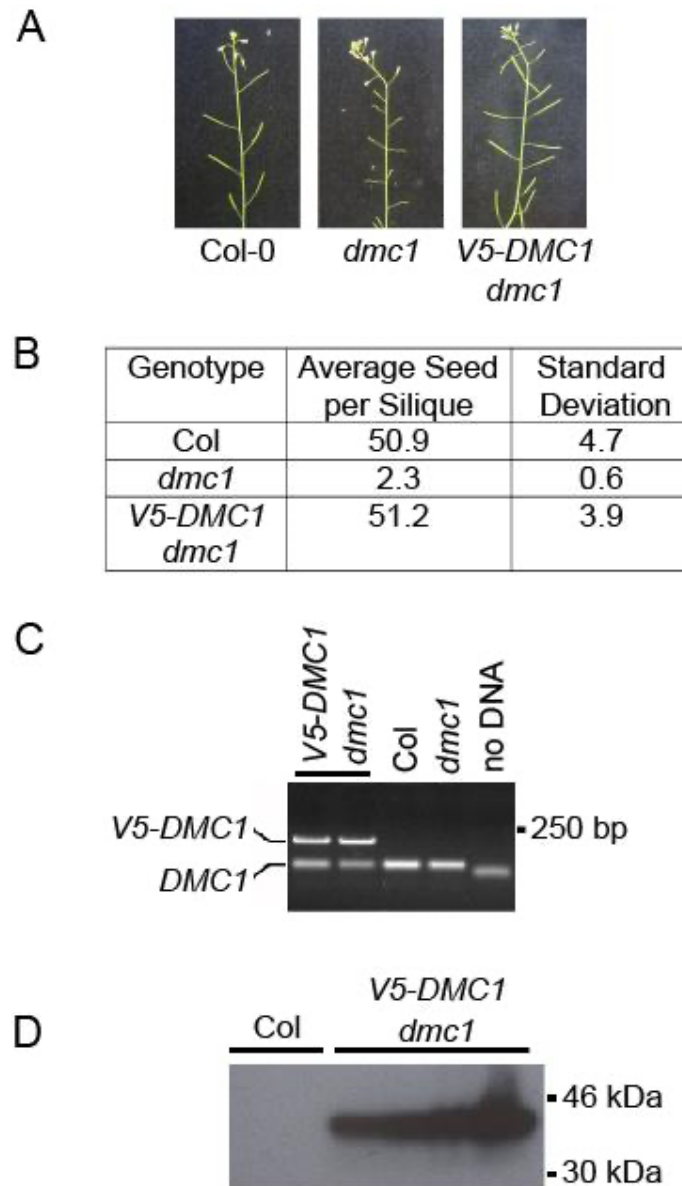 A
Col-0
dmc1
V5-DMC1
dmc1
B
Genotype
Average Seed
per Silique
Standard
Deviation
Col
50.9
4.7
dmc1
2.3
0.6
V5-DMC1
dmc1
51.2
3.9
C
V5-DMC1
dmc1
Col
dmc1
no DNA
V5-DMC1
DMC1
250 bp
D
Col
V5-DMC1
dmc1
46 kDa
30 kDa